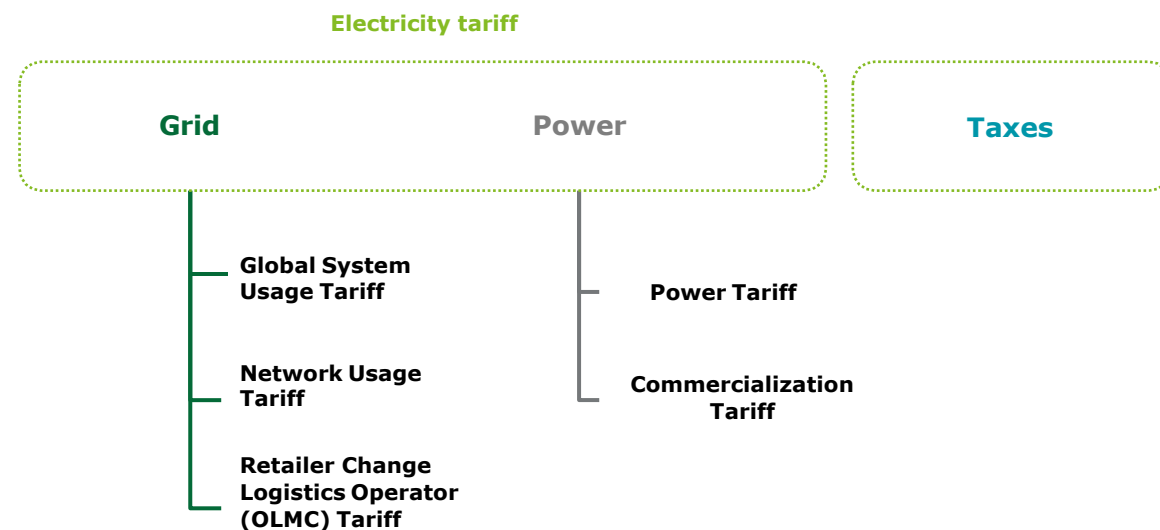 Electricity tariff
Grid
Power
Taxes
Global System
Usage Tariff
Network Usage
Tariff
Retailer Change
Logistics Operator
(OLMC) Tariff
Power Tariff
Commercialization
Tariff